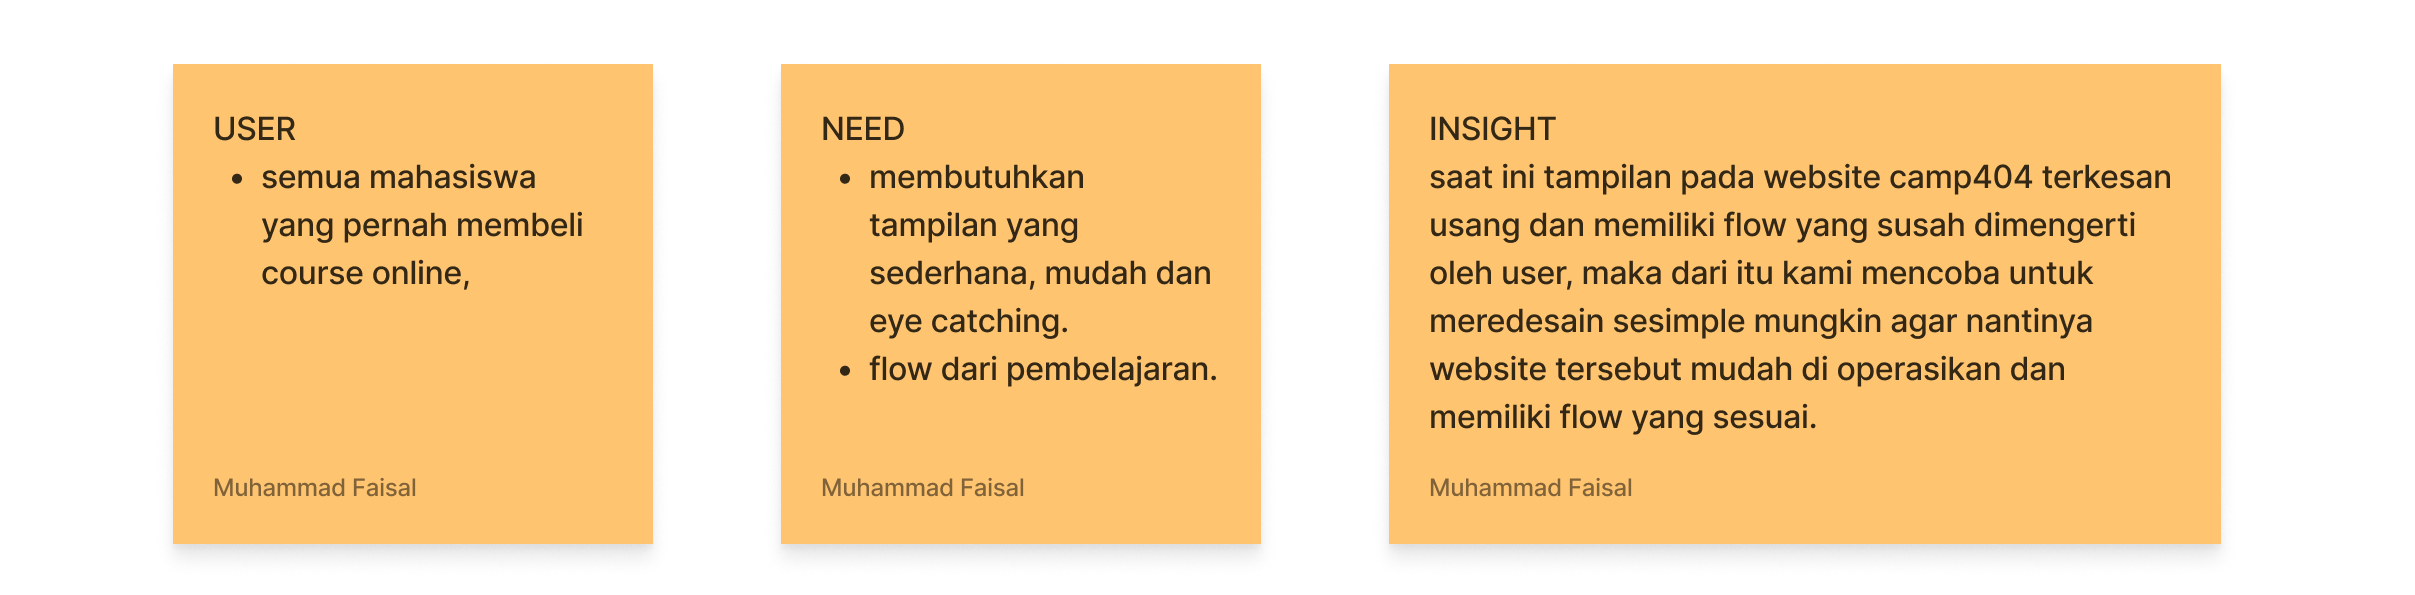 USER
• semua mahasiswa
yang pernah membeli
course online,
Muhammad Faisal
NEED
• membutuhkan
tampilan yang
sederhana, mudah dan
eye catching.
• flow dari pembelajaran.
Muhammad Faisal
INSIGHT
saat ini tampilan pada website camp404 terkesan
usang dan memiliki flow yang susah dimengerti
oleh user, maka dari itu kami mencoba untuk
meredesain sesimple mungkin agar nantinya
website tersebut mudah di operasikan dan
memiliki flow yang sesuai.
Muhammad Faisal